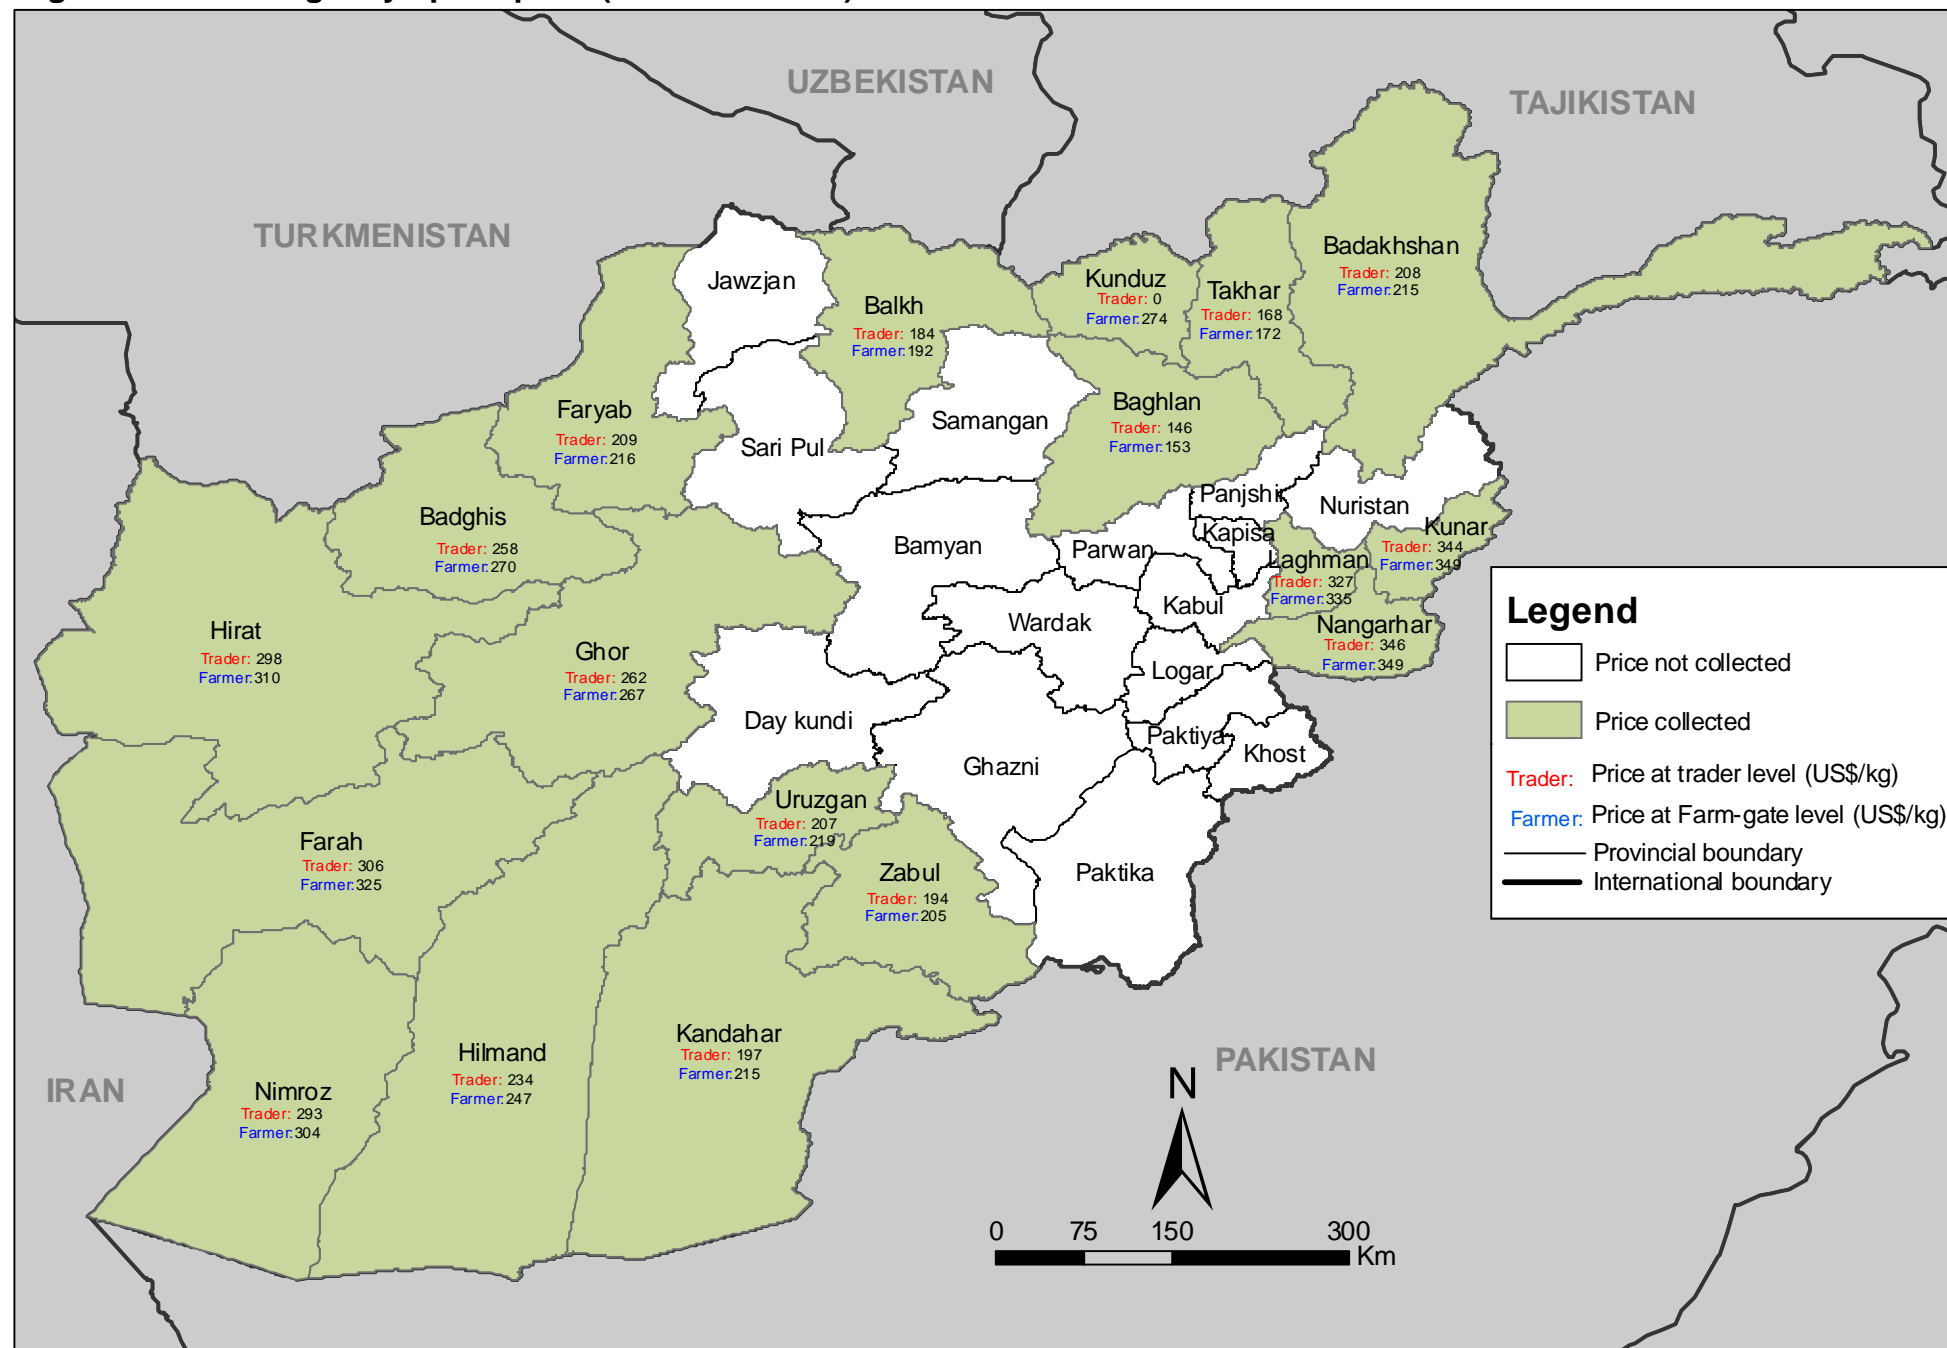 UZBEKISTAN
TAJIKISTAN
TURKMENISTAN
Badakhshan
Trader: 208
Farmer:215
Jawzjan
Kunduz
Trader: 0
Farmer:274
Takhar
Trader: 168
Farmer:172
Balkh
Trader: 184
Farmer:192
Faryab
Trader: 209
Farmer:216
Sari Pul
Samangan
Baghlan
Trader: 146
Farmer:153
Panjshir
Nuristan
Badghis
Trader: 258
Farmer:270
Bamyan
Parwan
Kapisa
Kunar
Trader: 344
Farmer:349
Laghman
Trader: 327
Farmer:335
Kabul
Nangarhar
Trader: 346
Farmer:349
Hirat
Trader: 298
Farmer:310
Ghor
Trader: 262
Farmer:267
Wardak
Logar
Day kundi
Ghazni
Paktiya
Khost
Uruzgan
Trader: 207
Farmer:219
Farah
Trader: 306
Farmer:325
Zabul
Trader: 194
Farmer:205
Paktika
Kandahar
Trader: 197
Farmer:215
Hilmand
Trader: 234
Farmer:247
Nimroz
Trader: 293
Farmer:304
IRAN
PAKISTAN
Legend
Price not collected
Price collected
Trader: Price at trader level (US$/kg)
Farmer: Price at Farm-gate level (US$/kg)
Provincial boundary
International boundary
N
0 75 150 300
Km